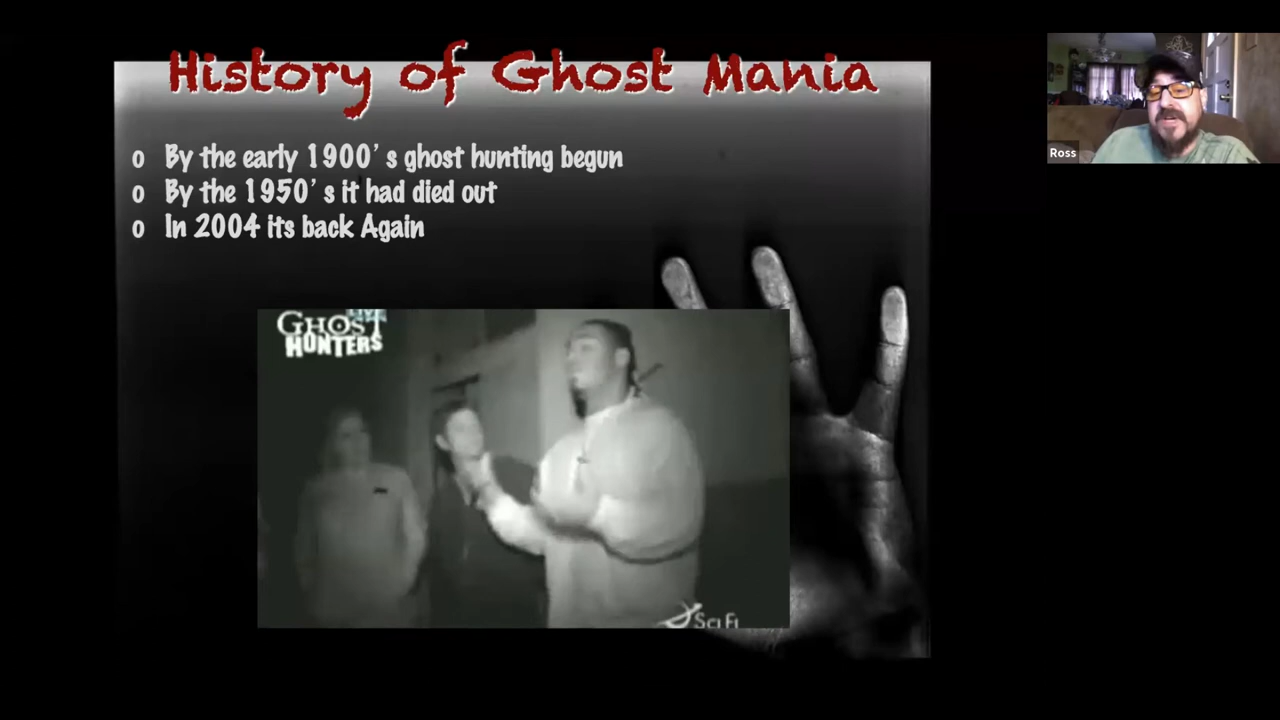 History of Ghost Mania
o By the early 1900's ghost hunting begun
o By the 1950's it had died out
o In 2004 its back Again
LIVE
GHOST
HUNTERS
SCI FI
Ross